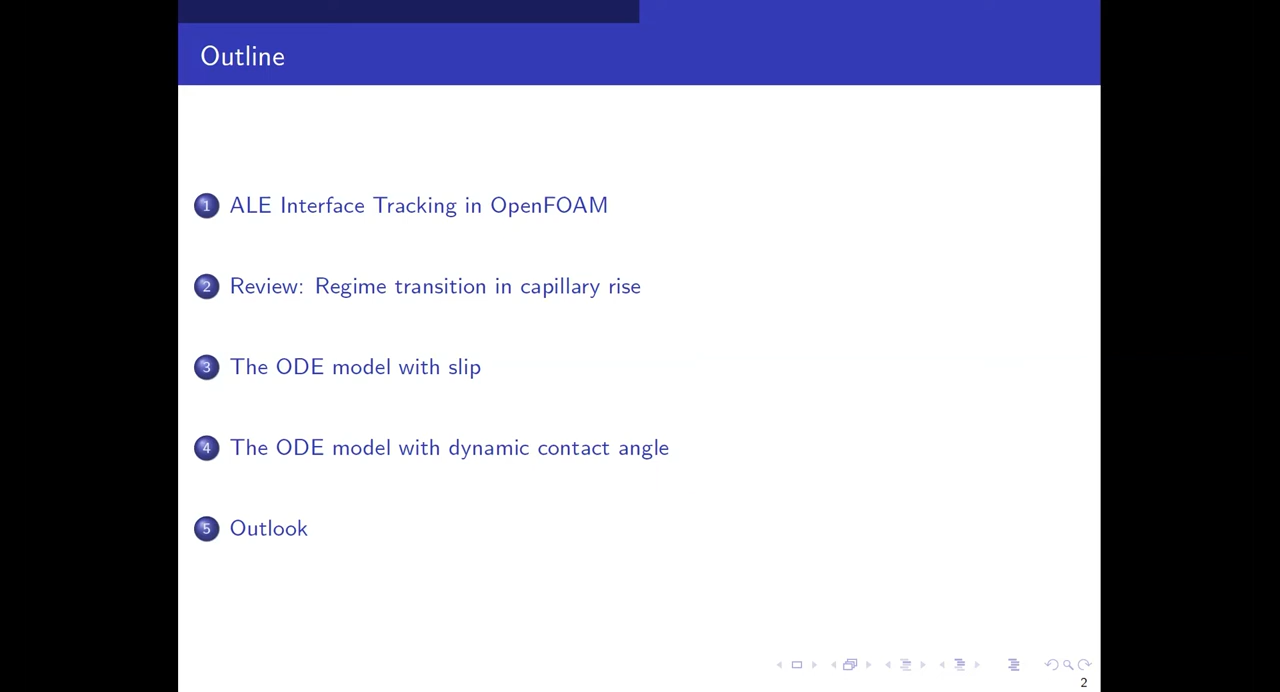 Outline
1 ALE Interface Tracking in OpenFOAM
2 Review: Regime transition in capillary rise
3 The ODE model with slip
4 The ODE model with dynamic contact angle
5 Outlook
2